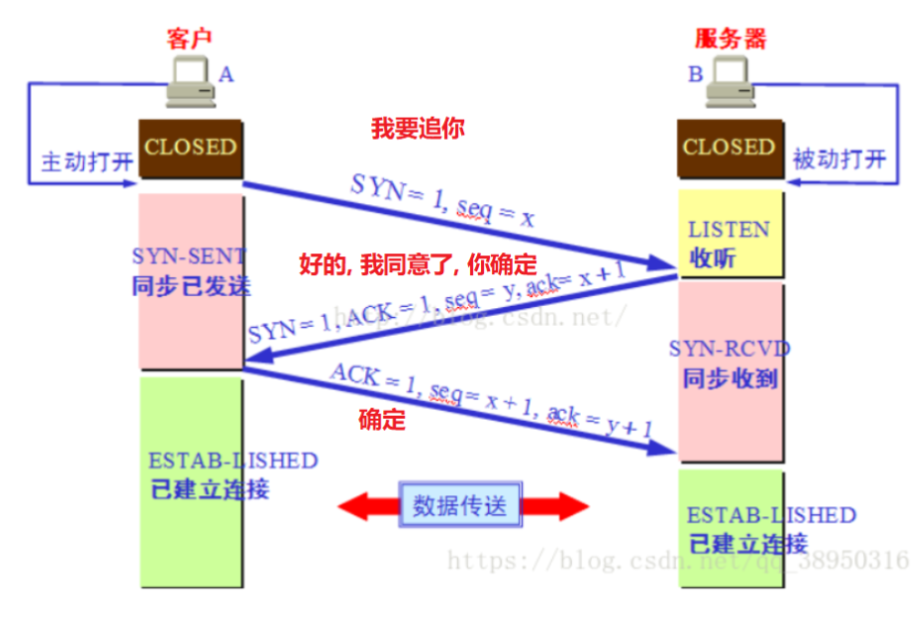 客户
服务器
A
B
CLOSED
CLOSED
我要追你
主动打开
被动打开
SYN= 1, seq = x
LISTEN
收听
SYN-SENT
同步已发送
好的, 我同意了, 你确定
SYN=1, ACK = 1, seq= y, ack= x+1
http://blog.csdn.net/
SYN-RCVD
同步收到
ACK = 1, seq= x+1, ack = y+1
确定
ESTAB-LISHED
已建立连接
数据传送
ESTAB-LISHED
已建立连接
https://blog.csdn.net/qq_38950316